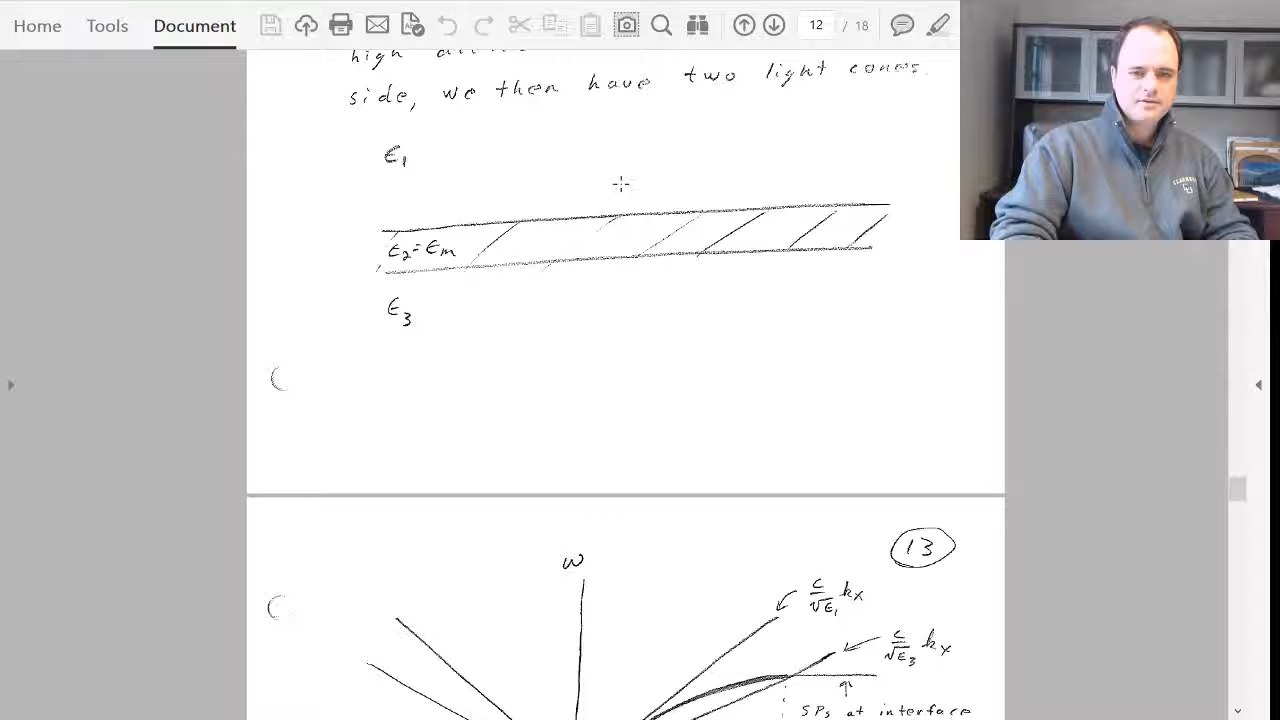 Home Tools Document 12 / 18
high
side, we then have two light cones.
ϵ₁
ϵ₂ = ϵm
ϵ₃
13
ω
c/√ϵ₁ kx
c/√ϵ₃ kx
SPs at interface